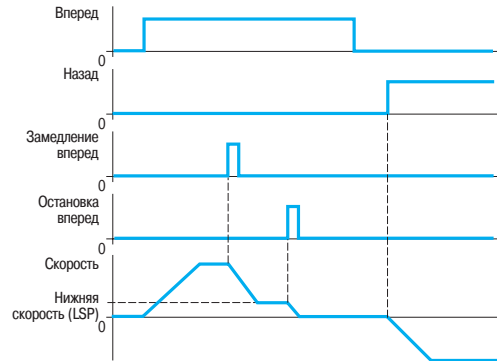 Вперед
0
Назад
0
Замедление
вперед
0
Остановка
вперед
0
Скорость
Нижняя
скорость (LSP)
0